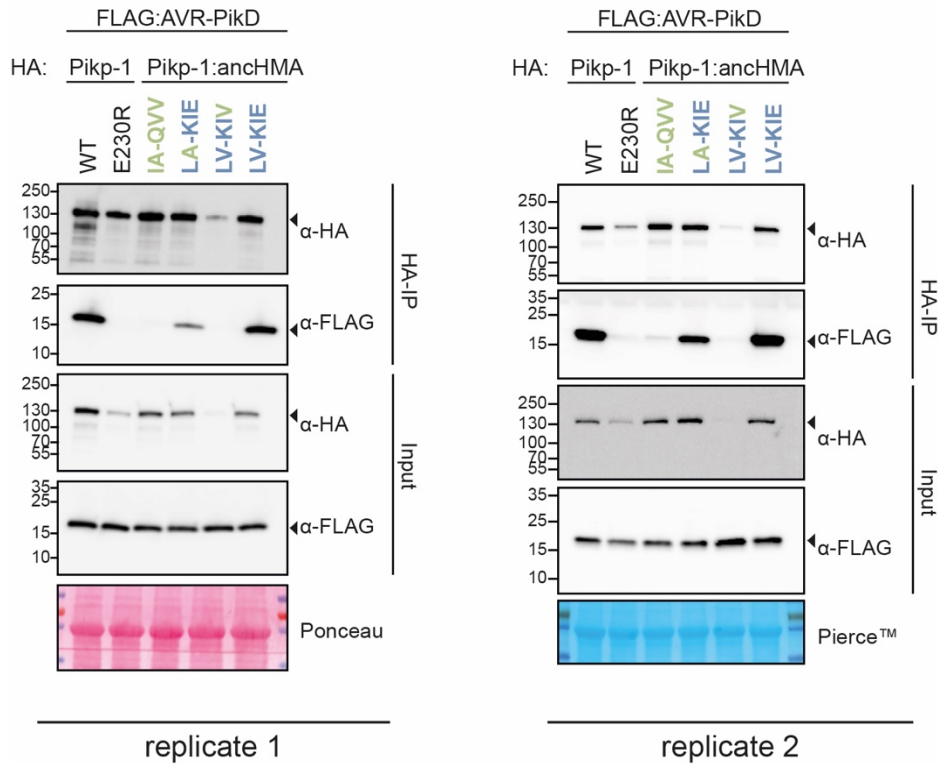 FLAG:AVR-PikD
HA: Pikp-1 Pikp-1:ancHMA
WT E230R IA-QVV LA-KIE LV-KIV LV-KIE
250
130
100
70
55
α-HA
25
15
10
α-FLAG
HA-IP
250
130
100
70
55
α-HA
35
25
15
10
α-FLAG
Input
Ponceau
replicate 1
FLAG:AVR-PikD
HA: Pikp-1 Pikp-1:ancHMA
WT E230R IA-QVV LA-KIE LV-KIV LV-KIE
250
130
100
70
55
α-HA
35
25
15
α-FLAG
HA-IP
250
130
100
70
55
α-HA
35
25
15
10
α-FLAG
Input
Pierce™
replicate 2